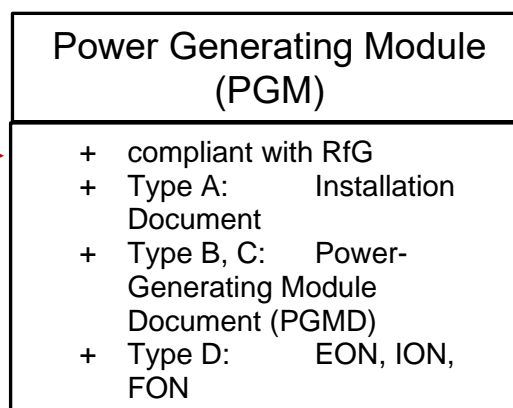 Power Generating Module
(PGM)
+ compliant with RfG
+ Type A: Installation
Document
+ Type B, C: Power-
Generating Module
Document (PGMD)
+ Type D: EON, ION,
FON